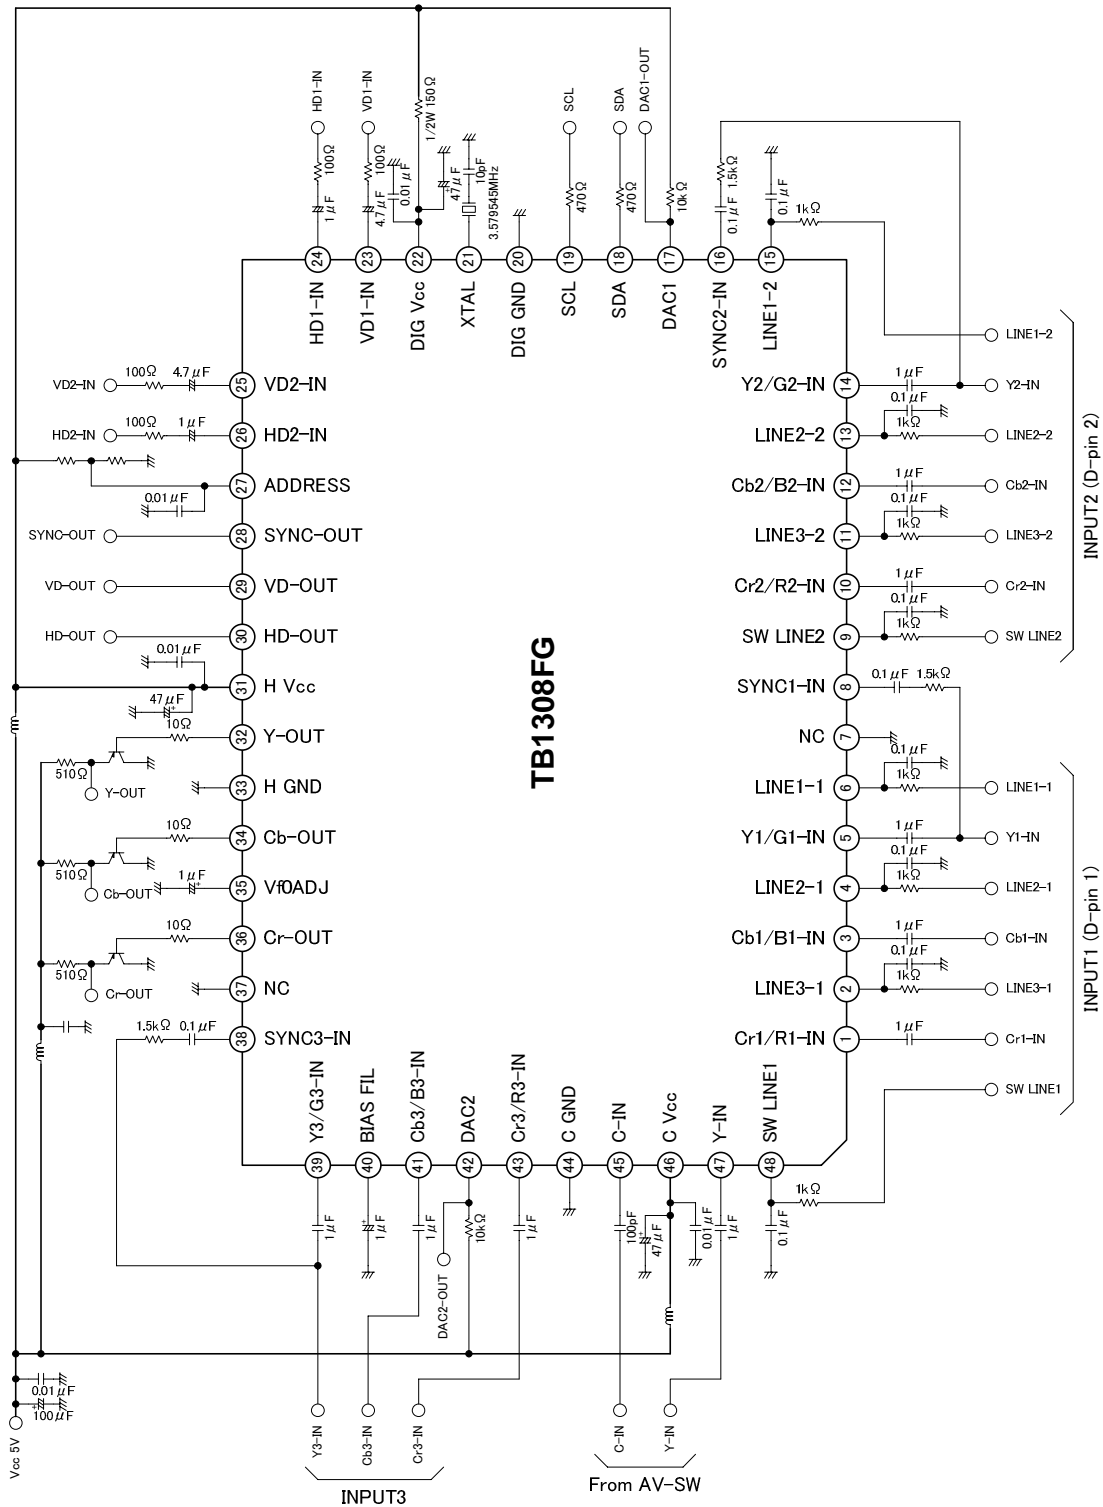 HD1-IN
VD1-IN
SCL
SDA
DAC1-OUT
1/2W 150Ω
100Ω
100Ω
0.01μF
47μF
+
10pF
3.579545MHz
470Ω
470Ω
10kΩ
1.5kΩ
0.1μF
0.1μF
1kΩ
1μF
4.7μF
24
23
22
21
20
19
18
17
16
15
HD1-IN
VD1-IN
DIG Vcc
XTAL
DIG GND
SCL
SDA
DAC1
SYNC2-IN
LINE1-2
LINE1-2
VD2-IN
100Ω
4.7μF
25
VD2-IN
Y2/G2-IN
14
1μF
Y2-IN
HD2-IN
100Ω
1μF
26
HD2-IN
LINE2-2
13
0.1μF
1kΩ
LINE2-2
0.01μF
27
ADDRESS
Cb2/B2-IN
12
1μF
Cb2-IN
SYNC-OUT
28
SYNC-OUT
LINE3-2
11
0.1μF
1kΩ
LINE3-2
VD-OUT
29
VD-OUT
Cr2/R2-IN
10
1μF
Cr2-IN
HD-OUT
30
HD-OUT
SW LINE2
9
0.1μF
1kΩ
SW LINE2
INPUT2 (D-pin 2)
0.01μF
47μF
+
31
H Vcc
SYNC1-IN
8
0.1μF
1.5kΩ
TB1308FG
10Ω
32
Y-OUT
510Ω
Y-OUT
NC
7
33
H GND
LINE1-1
6
0.1μF
1kΩ
LINE1-1
10Ω
34
Cb-OUT
510Ω
Cb-OUT
Y1/G1-IN
5
1μF
Y1-IN
1μF
+
35
Vf0ADJ
LINE2-1
4
0.1μF
1kΩ
LINE2-1
10Ω
36
Cr-OUT
510Ω
Cr-OUT
Cb1/B1-IN
3
1μF
Cb1-IN
37
NC
LINE3-1
2
0.1μF
1kΩ
LINE3-1
1.5kΩ
0.1μF
38
SYNC3-IN
Cr1/R1-IN
1
1μF
Cr1-IN
SW LINE1
INPUT1 (D-pin 1)
Y3/G3-IN
BIAS FIL
Cb3/B3-IN
DAC2
Cr3/R3-IN
C GND
C-IN
C Vcc
Y-IN
SW LINE1
39
40
41
42
43
44
45
46
47
48
1kΩ
1μF
+
1μF
1μF
10kΩ
1μF
100pF
+
47μF
0.01μF
1μF
0.1μF
DAC2-OUT
0.01μF
+
100μF
Vcc 5V
Y3-IN
Cb3-IN
Cr3-IN
C-IN
Y-IN
INPUT3
From AV-SW